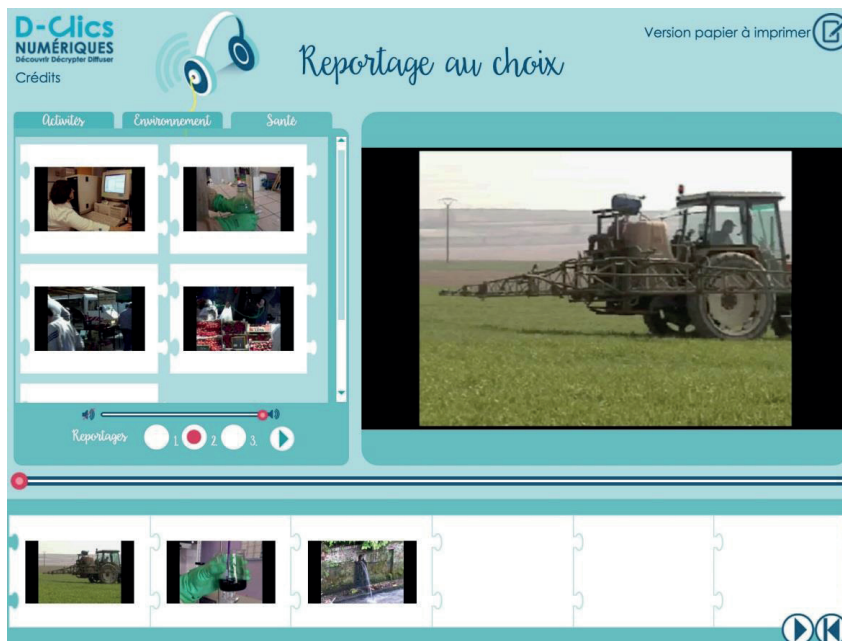 D-Clics
NUMÉRIQUES
Découvrir Décrypter Diffuser
Crédits
Reportage au choix
Version papier à imprimer
Activités
Environnement
Santé
Reportages
1.
2.
3.